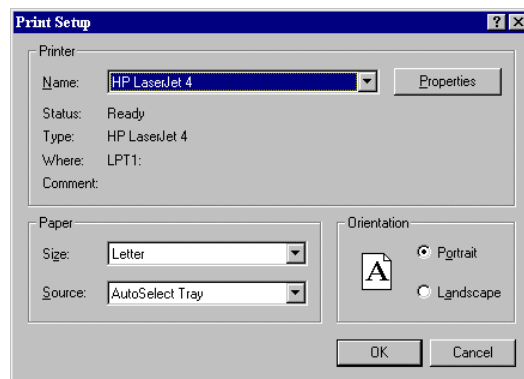 Print Setup
Printer
Name: HP LaserJet 4 Properties
Status: Ready
Type: HP LaserJet 4
Where: LPT1:
Comment:
Paper
Size: Letter
Source: AutoSelect Tray
Orientation
A
Portrait
Landscape
OK Cancel